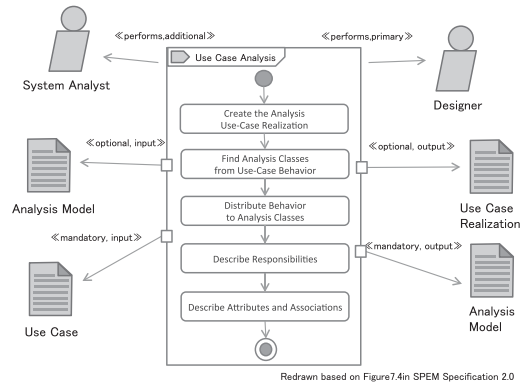 ≪performs,additional≫
≪performs,primary≫
Use Case Analysis
System Analyst
Designer
Create the Analysis
Use-Case Realization
≪optional, input≫
≪optional, output≫
Find Analysis Classes
from Use-Case Behavior
Analysis Model
Use Case
Realization
Distribute Behavior
to Analysis Classes
≪mandatory, input≫
≪mandatory, output≫
Describe Responsibilities
Use Case
Analysis
Model
Describe Attributes and Associations
Redrawn based on Figure7.4in SPEM Specification 2.0